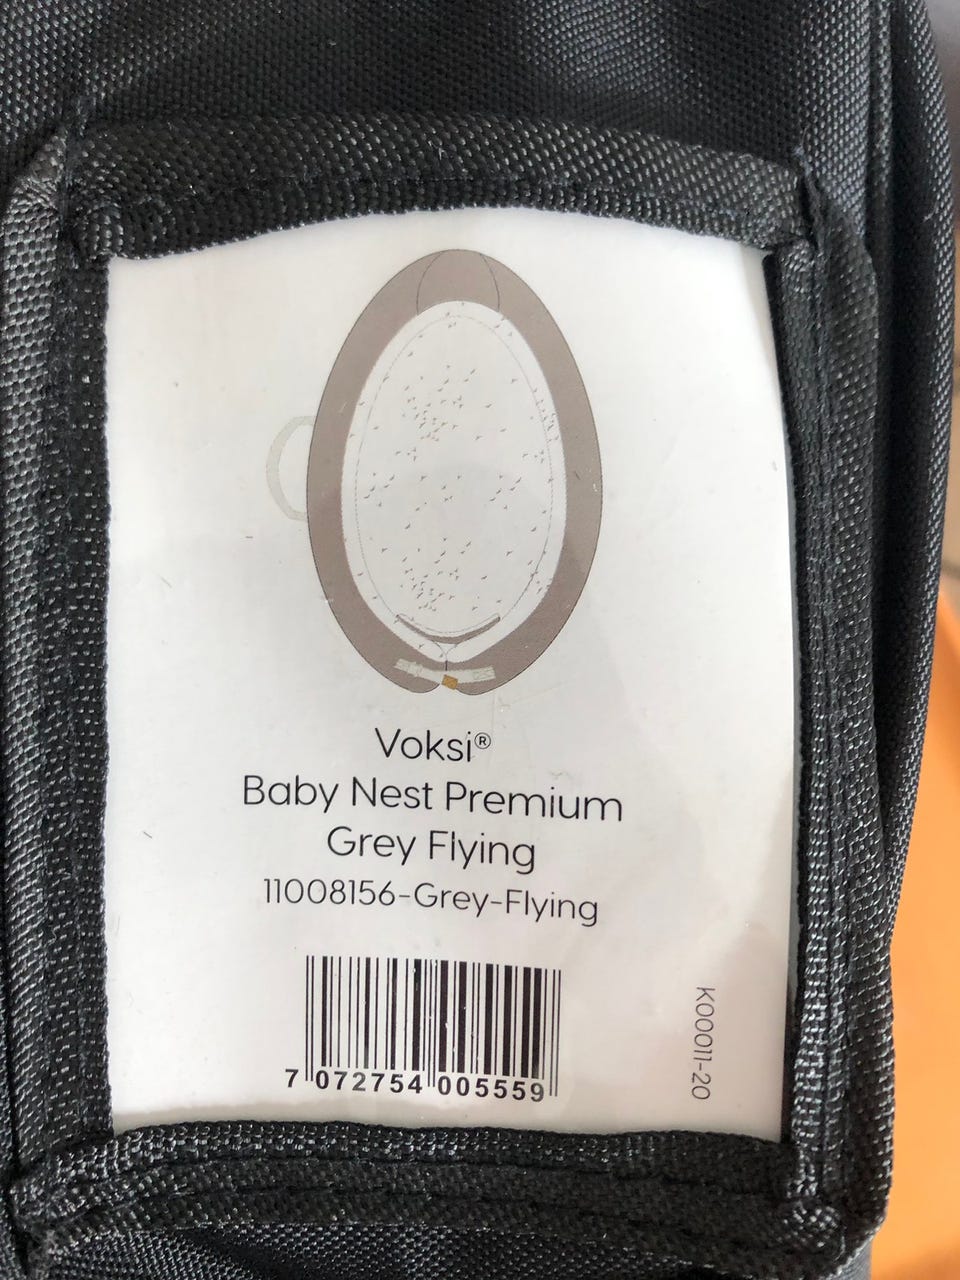 Voksi®
Baby Nest Premium
Grey Flying
11008156-Grey-Flying
7 072754 005559
K00011-20